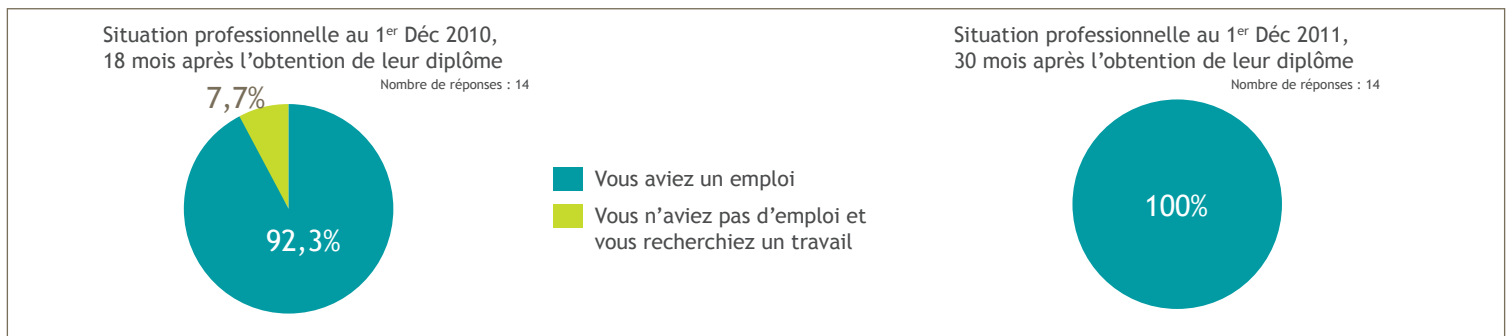 Situation professionnelle au 1er Déc 2010,
18 mois après l’obtention de leur diplôme
Nombre de réponses : 14
7,7%
92,3%
Vous aviez un emploi
Vous n’aviez pas d’emploi et
vous recherchiez un travail
Situation professionnelle au 1er Déc 2011,
30 mois après l’obtention de leur diplôme
Nombre de réponses : 14
100%